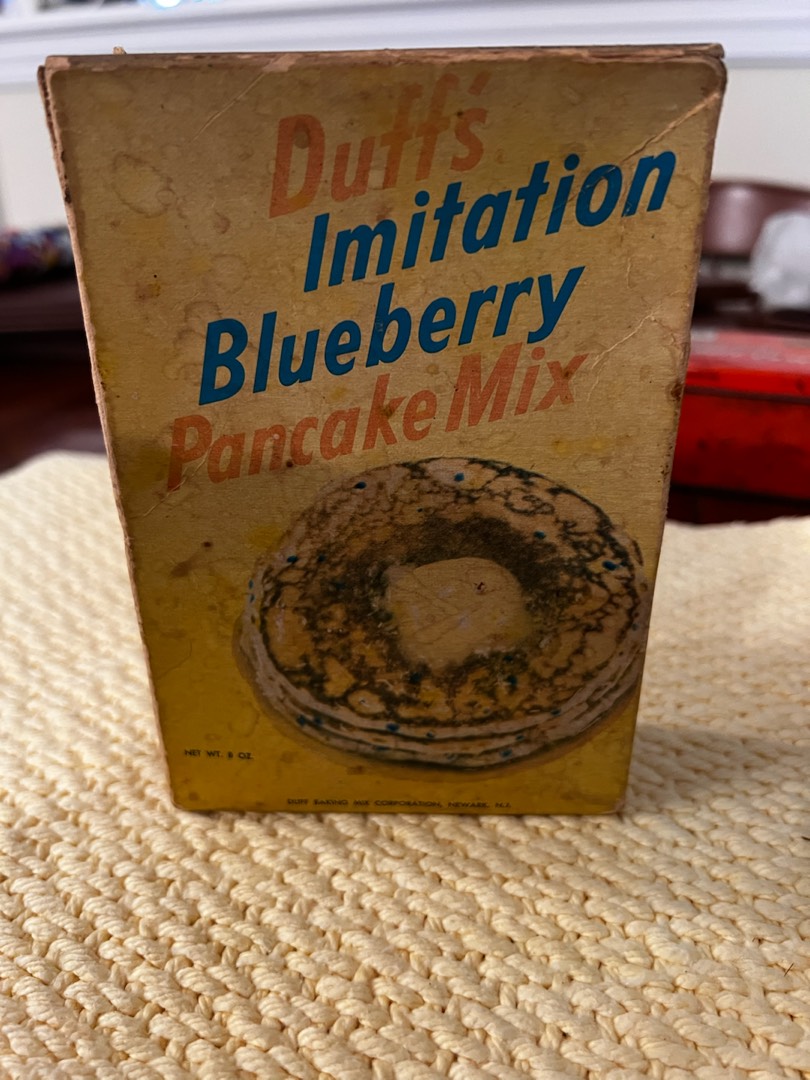 Duff's
Imitation
Blueberry
Pancake Mix
NET WT. 8 OZ.
DUFF BAKING MIX CORPORATION, NEWARK, N.J.